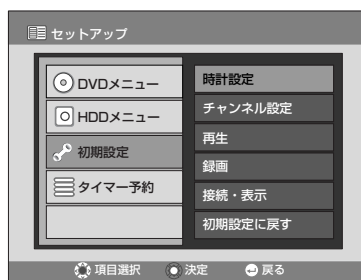 セットアップ
DVDメニュー
HDDメニュー
初期設定
タイマー予約
時計設定
チャンネル設定
再生
録画
接続・表示
初期設定に戻す
項目選択 決定 戻る